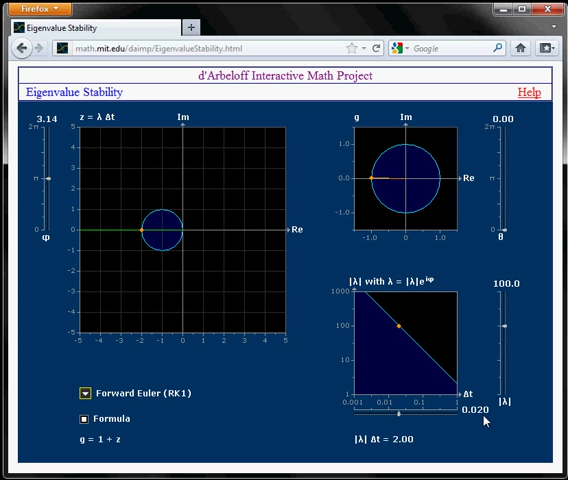 Firefox
Eigenvalue Stability
math.mit.edu/daimp/EigenvalueStability.html
Google
d'Arbeloff Interactive Math Project
Eigenvalue Stability
Help
3.14
z = λ Δt
Im
g
Im
0.00
2π
5
4
3
2
1
0
-1
-2
-3
-4
-5
π
0
φ
Re
-5 -4 -3 -2 -1 0 1 2 3 4 5
1.0
0.0
-1.0
Re
-1.0 0.0 1.0
2π
π
0
θ
|λ| with λ = |λ|e^iφ
100.0
1000
100
10
1
0.001 0.01 0.1 1
Δt
0.020
|λ|
Forward Euler (RK1)
Formula
g = 1 + z
|λ| Δt = 2.00